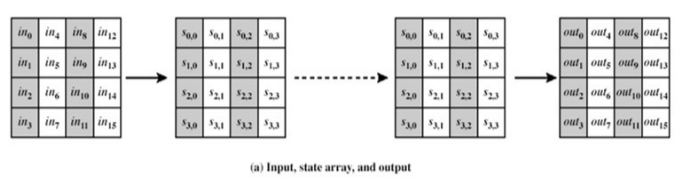 in0 in4 in8 in12 s0,0 s0,1 s0,2 s0,3 s0,0 s0,1 s0,2 s0,3 out0 out4 out8 out12
in1 in5 in9 in13 s1,0 s1,1 s1,2 s1,3 s1,0 s1,1 s1,2 s1,3 out1 out5 out9 out13
in2 in6 in10 in14 s2,0 s2,1 s2,2 s2,3 s2,0 s2,1 s2,2 s2,3 out2 out6 out10 out14
in3 in7 in11 in15 s3,0 s3,1 s3,2 s3,3 s3,0 s3,1 s3,2 s3,3 out3 out7 out11 out15
(a) Input, state array, and output